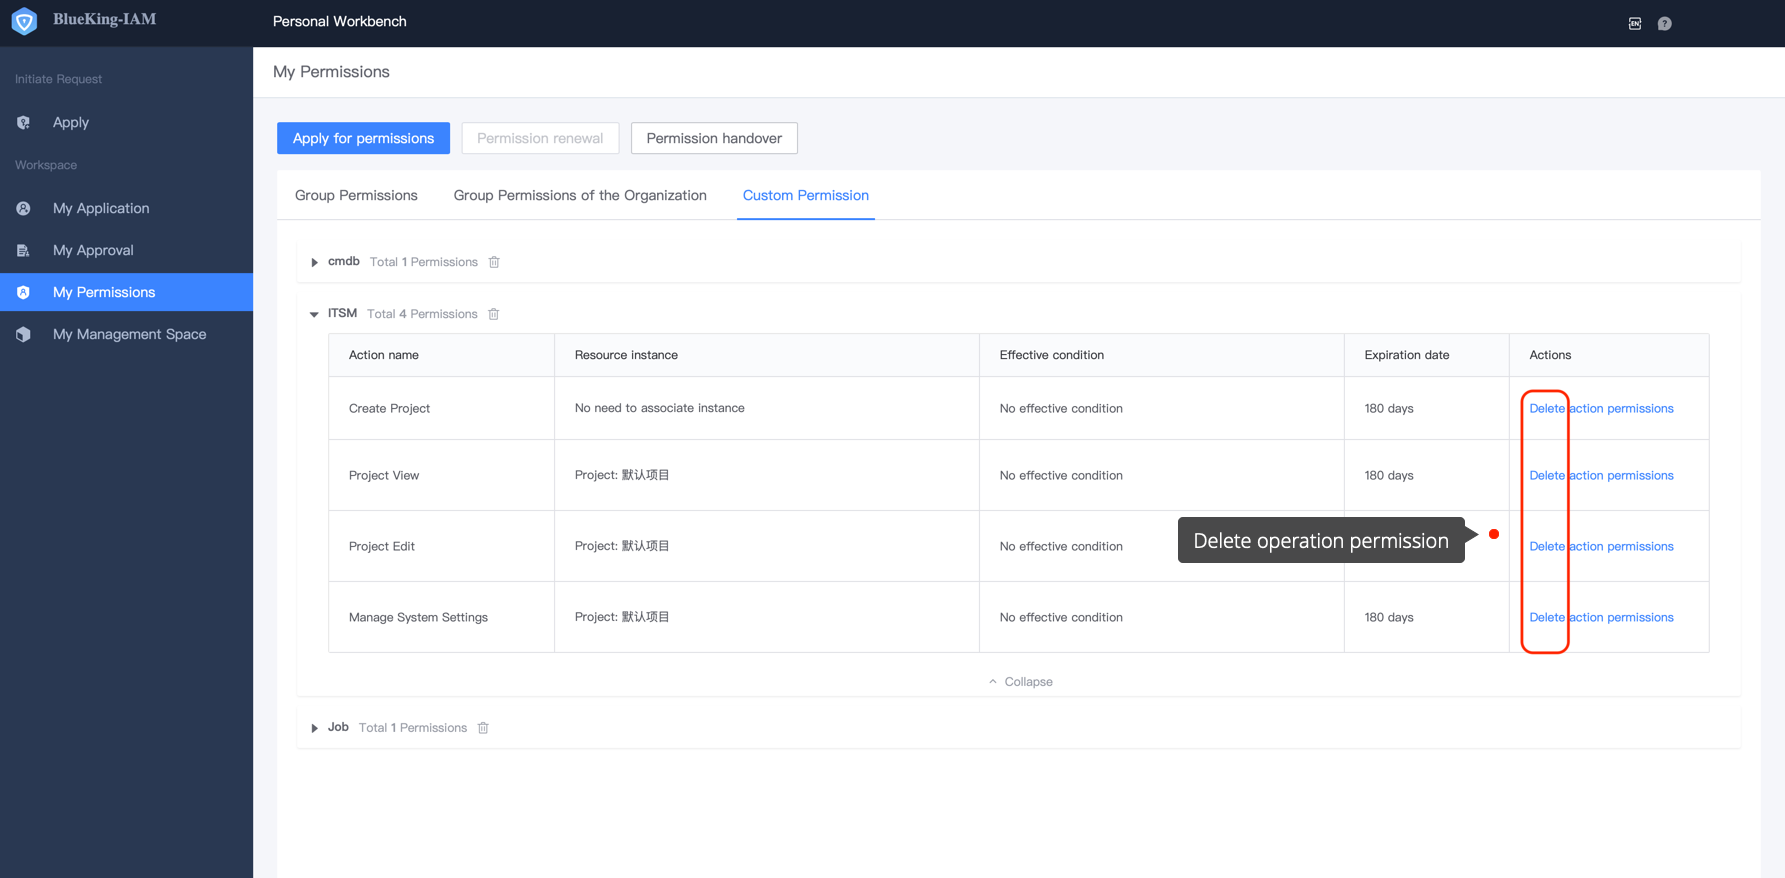 BlueKing-IAM
Personal Workbench
EN
?
Initiate Request
Apply
Workspace
My Application
My Approval
My Permissions
My Management Space
My Permissions
Apply for permissions
Permission renewal
Permission handover
Group Permissions
Group Permissions of the Organization
Custom Permission
cmdb Total 1 Permissions
ITSM Total 4 Permissions
Action name Resource instance Effective condition Expiration date Actions
Create Project No need to associate instance No effective condition 180 days Delete action permissions
Project View Project: 默认项目 No effective condition 180 days Delete action permissions
Project Edit Project: 默认项目 No effective condition Delete action permissions
Delete operation permission
Manage System Settings Project: 默认项目 No effective condition 180 days Delete action permissions
Collapse
Job Total 1 Permissions